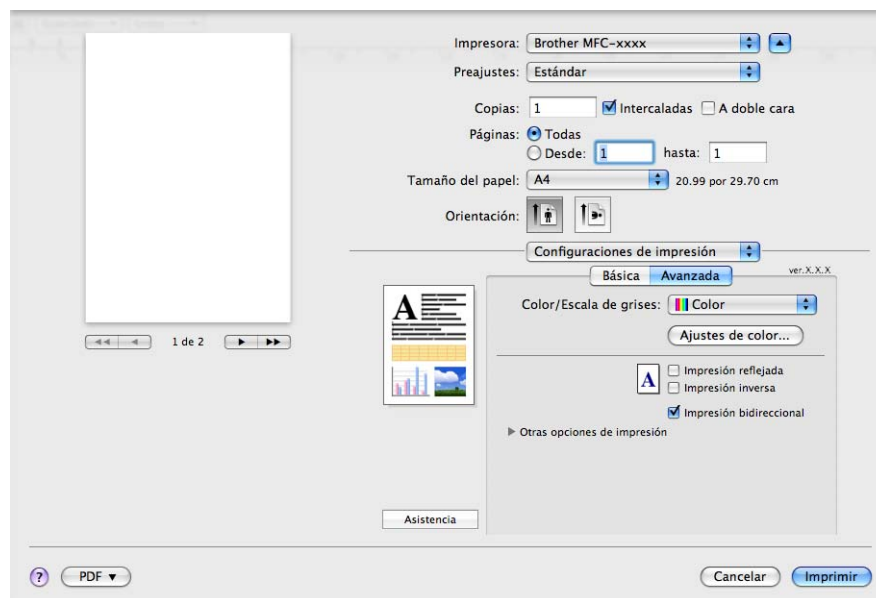 Impresora: Brother MFC-xxxx
Preajustes: Estándar
Copias: 1 Intercaladas A doble cara
Páginas: Todas
Desde: 1 hasta: 1
Tamaño del papel: A4 20.99 por 29.70 cm
Orientación:
Configuraciones de impresión
ver.X.X.X
Básica Avanzada
Color/Escala de grises: Color
Ajustes de color...
1 de 2
A
A
Impresión reflejada
Impresión inversa
Impresión bidireccional
Otras opciones de impresión
Asistencia
? PDF ▼ Cancelar Imprimir